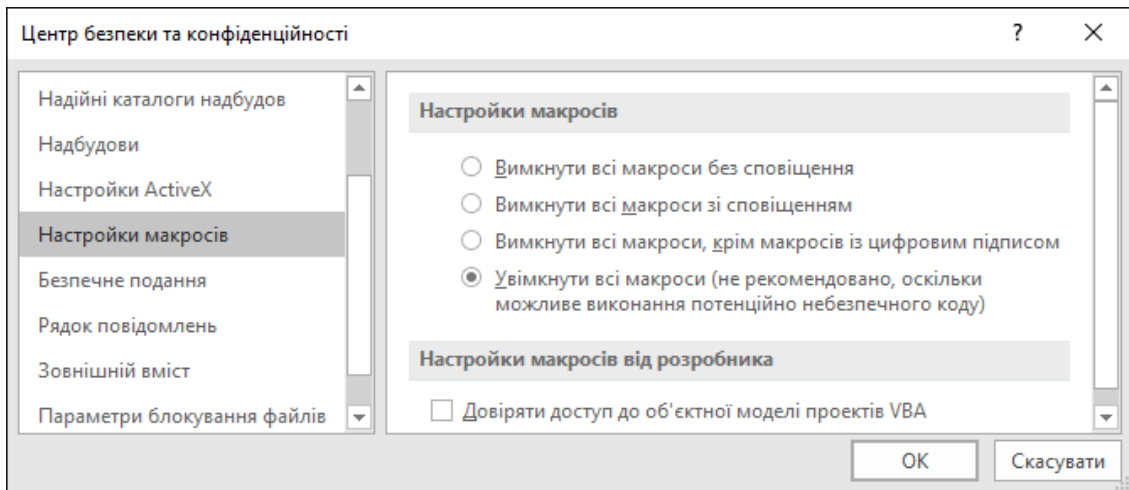 Центр безпеки та конфіденційності
?
Надійні каталоги надбудов
Надбудови
Настройки ActiveX
Настройки макросів
Безпечне подання
Рядок повідомлень
Зовнішній вміст
Параметри блокування файлів
Настройки макросів
Вимкнути всі макроси без сповіщення
Вимкнути всі макроси зі сповіщенням
Вимкнути всі макроси, крім макросів із цифровим підписом
Увімкнути всі макроси (не рекомендовано, оскільки
можливе виконання потенційно небезпечного коду)
Настройки макросів від розробника
Довіряти доступ до об'єктної моделі проектів VBA
ОК
Скасувати